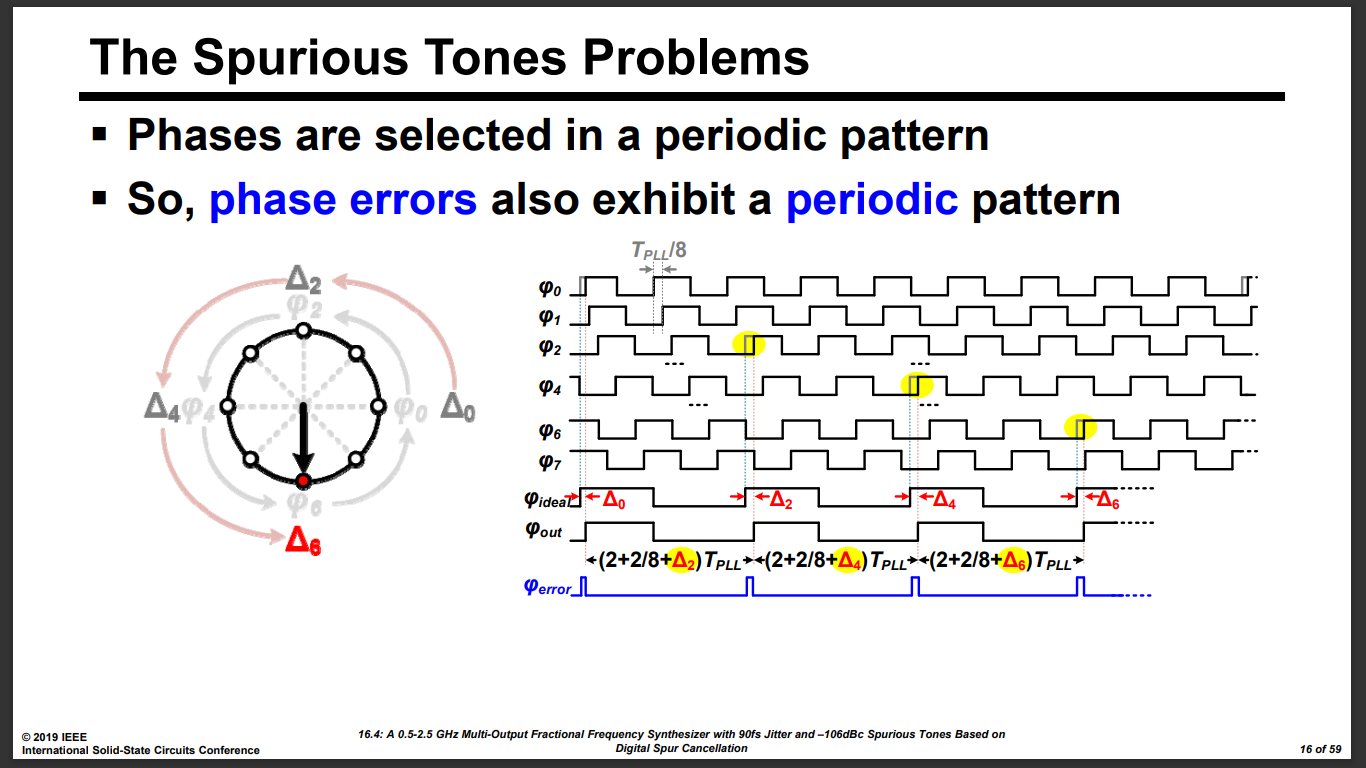 The Spurious Tones Problems
▪ Phases are selected in a periodic pattern
▪ So, phase errors also exhibit a periodic pattern
Δ2
φ2
Δ4 φ4
φ0 Δ0
φ6
Δ6
TPLL/8
φ0
φ1
φ2
φ4
φ6
φ7
φideal Δ0 Δ2 Δ4 Δ6
φout
(2+2/8+Δ2)TPLL (2+2/8+Δ4)TPLL (2+2/8+Δ6)TPLL
φerror
© 2019 IEEE
International Solid-State Circuits Conference
16.4: A 0.5-2.5 GHz Multi-Output Fractional Frequency Synthesizer with 90fs Jitter and –106dBc Spurious Tones Based on
Digital Spur Cancellation
16 of 59